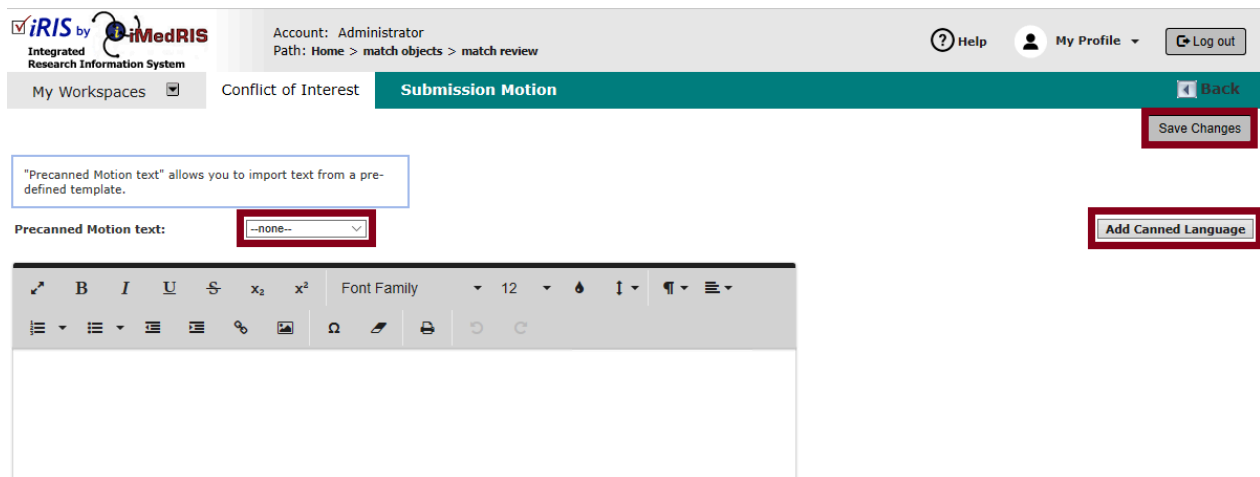 iRIS by iMedRIS
Integrated
Research Information System
Account: Administrator
Path: Home > match objects > match review
? Help
My Profile
Log out
My Workspaces
Conflict of Interest
Submission Motion
Back
Save Changes
"Precanned Motion text" allows you to import text from a pre-
defined template.
Precanned Motion text:
--none--
Add Canned Language
B I U S x₂ x² Font Family 12 ¶
Ω